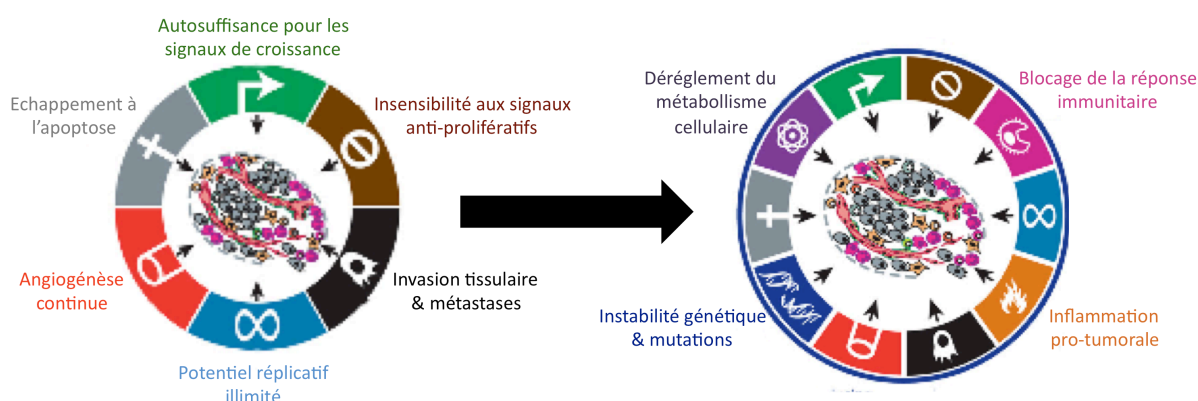 Autosuffisance pour les
signaux de croissance
Echappement à
l'apoptose
Insensibilité aux signaux
anti-prolifératifs
Angiogénèse
continue
Invasion tissulaire
& métastases
Potentiel réplicatif
illimité
Déréglement du
métabollisme
cellulaire
Blocage de la réponse
immunitaire
Instabilité génétique
& mutations
Inflammation
pro-tumorale